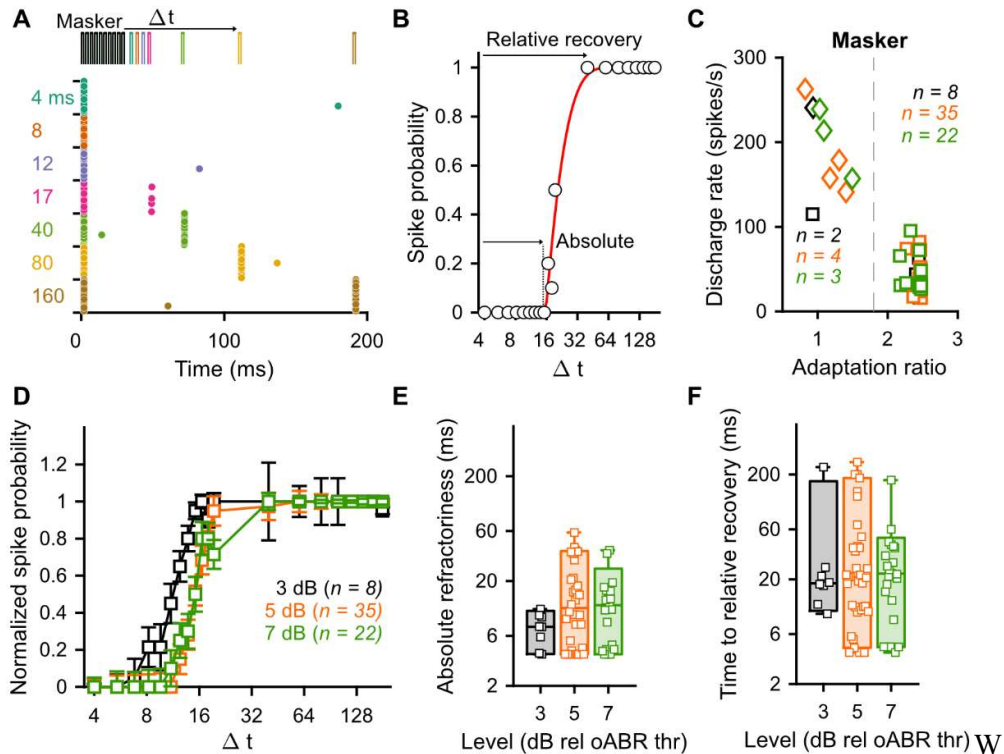 A
Masker
Δ t
4 ms
8
12
17
40
80
160
0
100
200
Time (ms)
B
Relative recovery
Absolute
1
0.8
0.6
0.4
0.2
0
Spike probability
4
8
16
32
64
128
Δ t
C
Masker
n = 8
n = 35
n = 22
n = 2
n = 4
n = 3
300
200
100
0
Discharge rate (spikes/s)
1
2
3
Adaptation ratio
D
1.2
1
0.8
0.6
0.4
0.2
0
Normalized spike probability
3 dB (n = 8)
5 dB (n = 35)
7 dB (n = 22)
4
8
16
32
64
128
Δ t
E
200
60
20
6
2
Absolute refractoriness (ms)
3
5
7
Level (dB rel oABR thr)
F
200
60
20
6
2
Time to relative recovery (ms)
3
5
7
Level (dB rel oABR thr)
W